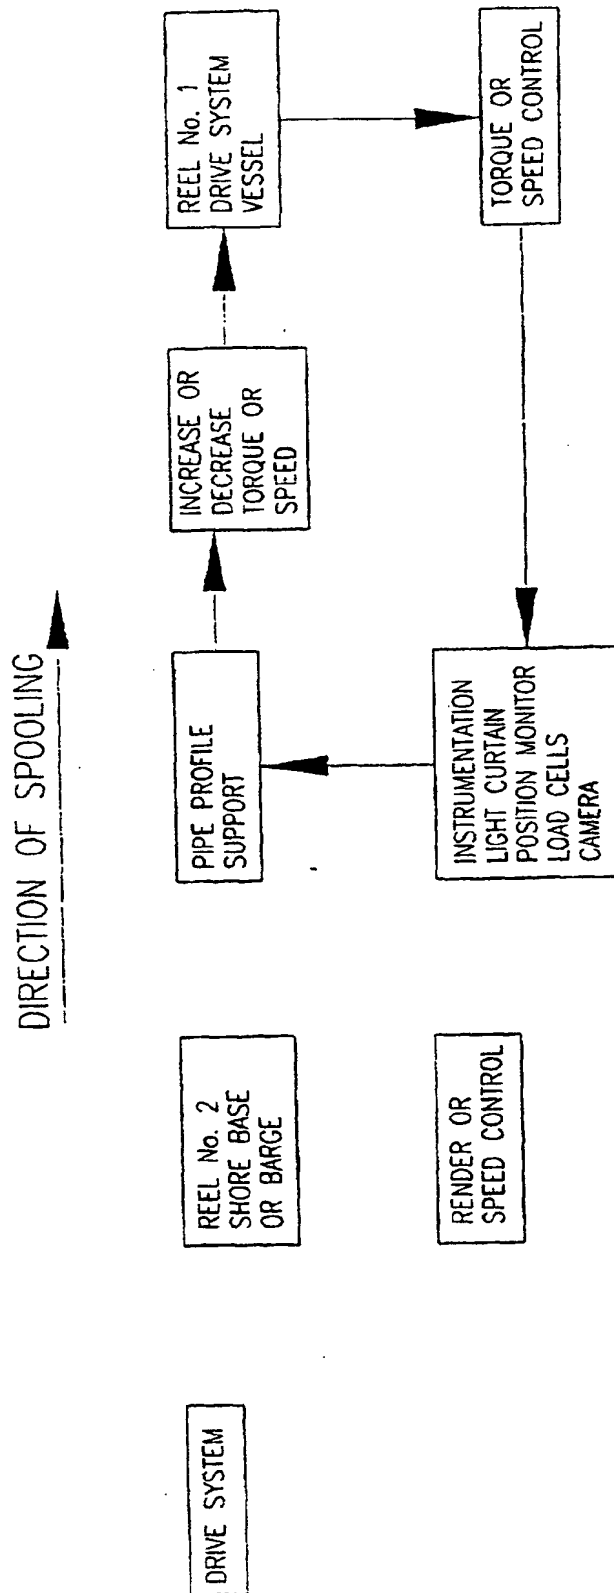 DIRECTION OF SPOOLING
DRIVE SYSTEM
REEL No. 2
SHORE BASE
OR BARGE
PIPE PROFILE
SUPPORT
INCREASE OR
DECREASE
TORQUE OR
SPEED
REEL No. 1
DRIVE SYSTEM
VESSEL
RENDER OR
SPEED CONTROL
INSTRUMENTATION
LIGHT CURTAIN
POSITION MONITOR
LOAD CELLS
CAMERA
TORQUE OR
SPEED CONTROL